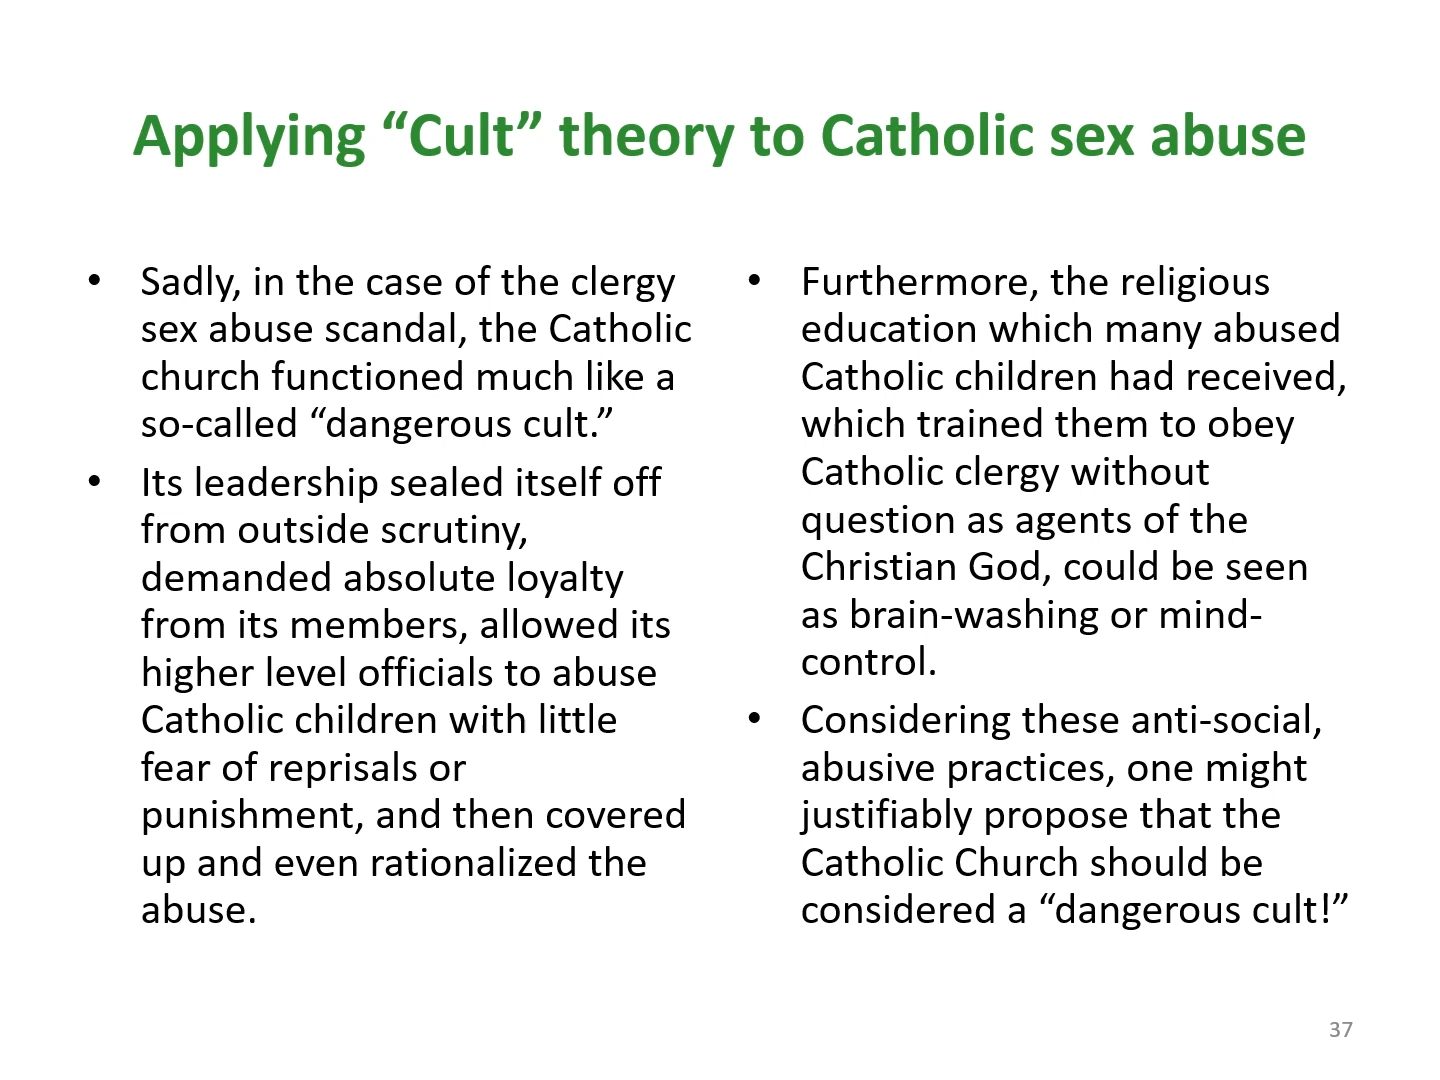 Applying “Cult” theory to Catholic sex abuse
• Sadly, in the case of the clergy
sex abuse scandal, the Catholic
church functioned much like a
so-called “dangerous cult.”
• Its leadership sealed itself off
from outside scrutiny,
demanded absolute loyalty
from its members, allowed its
higher level officials to abuse
Catholic children with little
fear of reprisals or
punishment, and then covered
up and even rationalized the
abuse.
• Furthermore, the religious
education which many abused
Catholic children had received,
which trained them to obey
Catholic clergy without
question as agents of the
Christian God, could be seen
as brain-washing or mind-
control.
• Considering these anti-social,
abusive practices, one might
justifiably propose that the
Catholic Church should be
considered a “dangerous cult!”
37